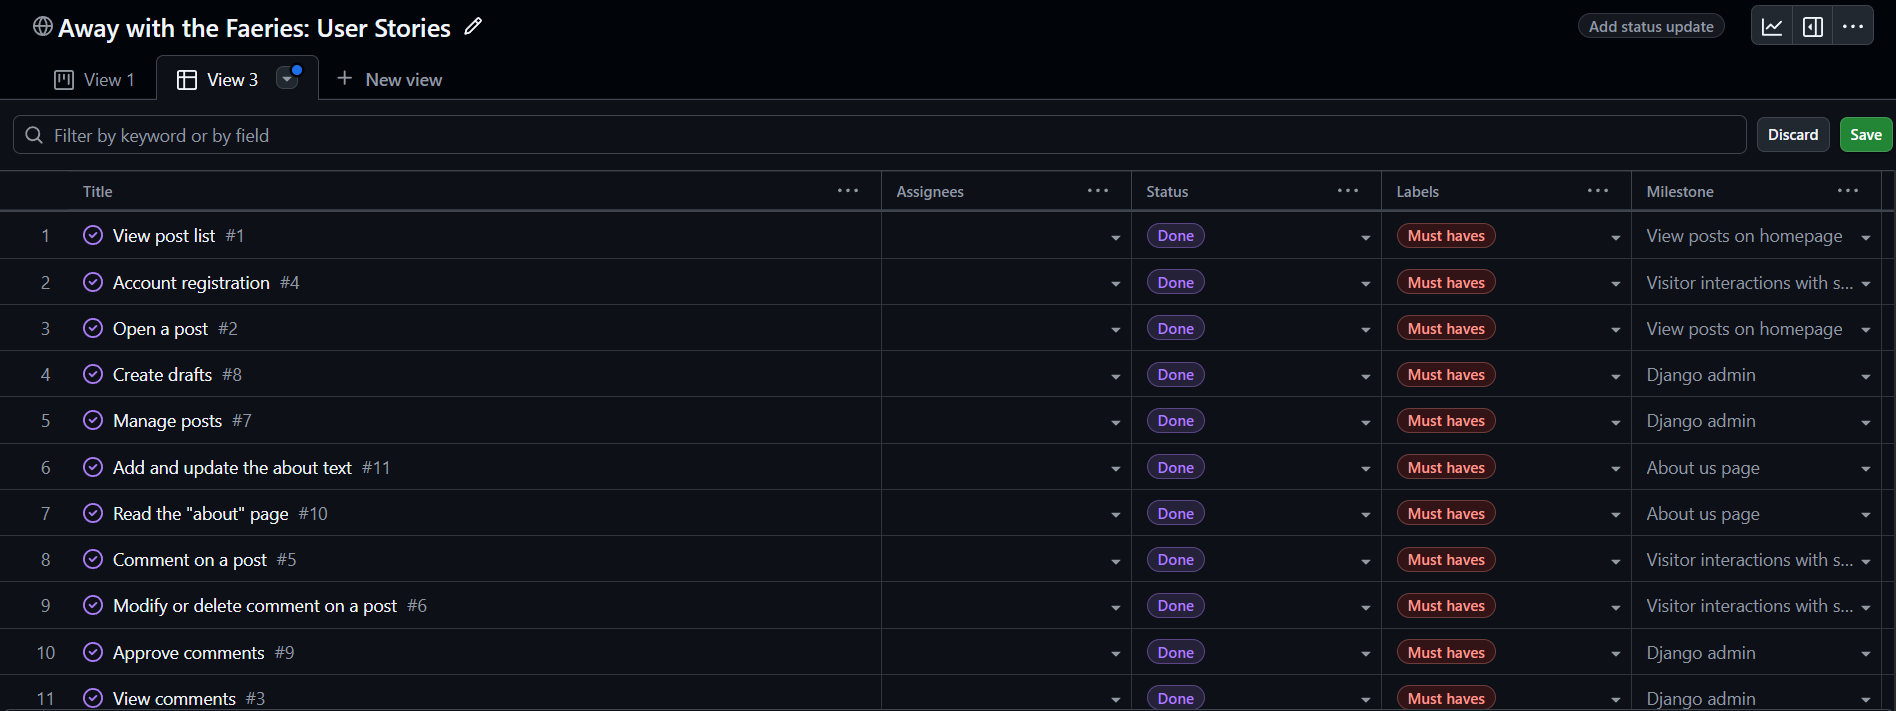 Away with the Faeries: User Stories
Add status update
View 1
View 3
New view
Filter by keyword or by field
Discard
Save
Title Assignees Status Labels Milestone
1 View post list #1 Done Must haves View posts on homepage
2 Account registration #4 Done Must haves Visitor interactions with s...
3 Open a post #2 Done Must haves View posts on homepage
4 Create drafts #8 Done Must haves Django admin
5 Manage posts #7 Done Must haves Django admin
6 Add and update the about text #11 Done Must haves About us page
7 Read the "about" page #10 Done Must haves About us page
8 Comment on a post #5 Done Must haves Visitor interactions with s...
9 Modify or delete comment on a post #6 Done Must haves Visitor interactions with s...
10 Approve comments #9 Done Must haves Django admin
11 View comments #3 Done Must haves Django admin